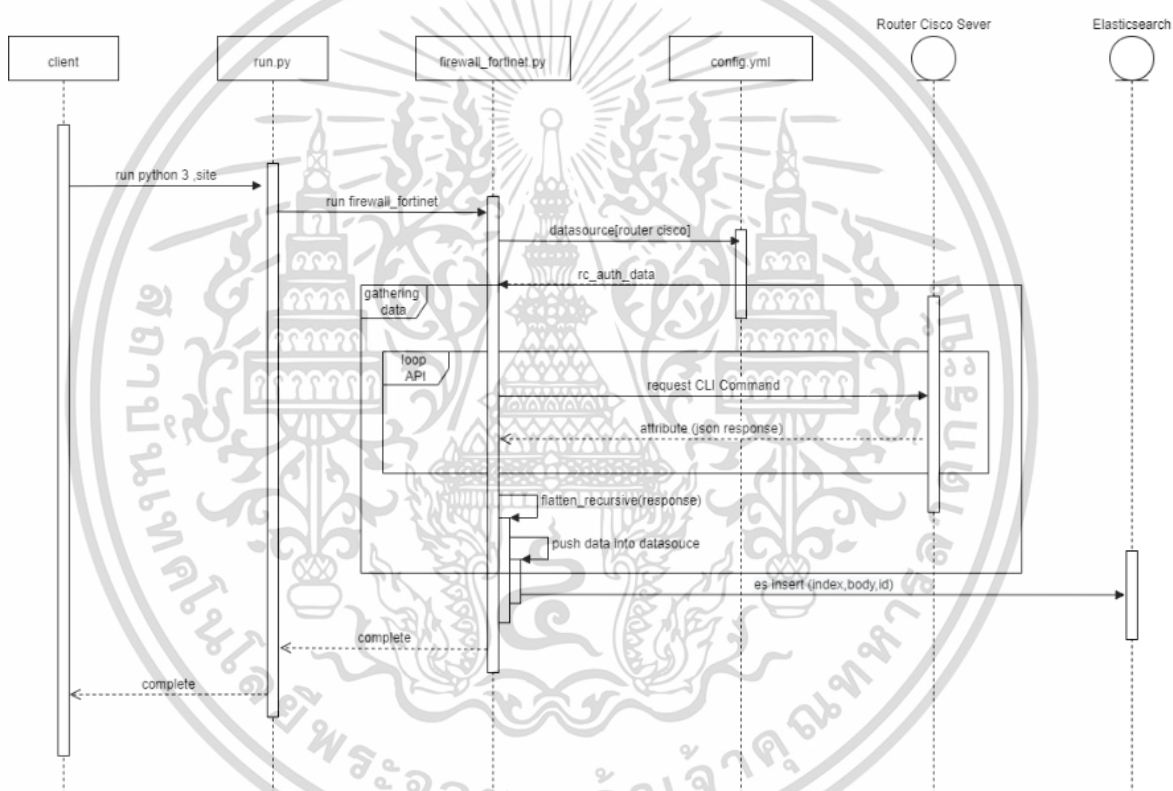 Router Cisco Sever
Elasticsearch
client
run.py
firewall_fortinet.py
config.yml
run python 3 ,site
run firewall_fortinet
datasource[router cisco]
rc_auth_data
gathering
data
loop
API
request CLI Command
attribute (json response)
flatten_recursive(response)
push data into datasouce
es insert (index,body,id)
complete
complete